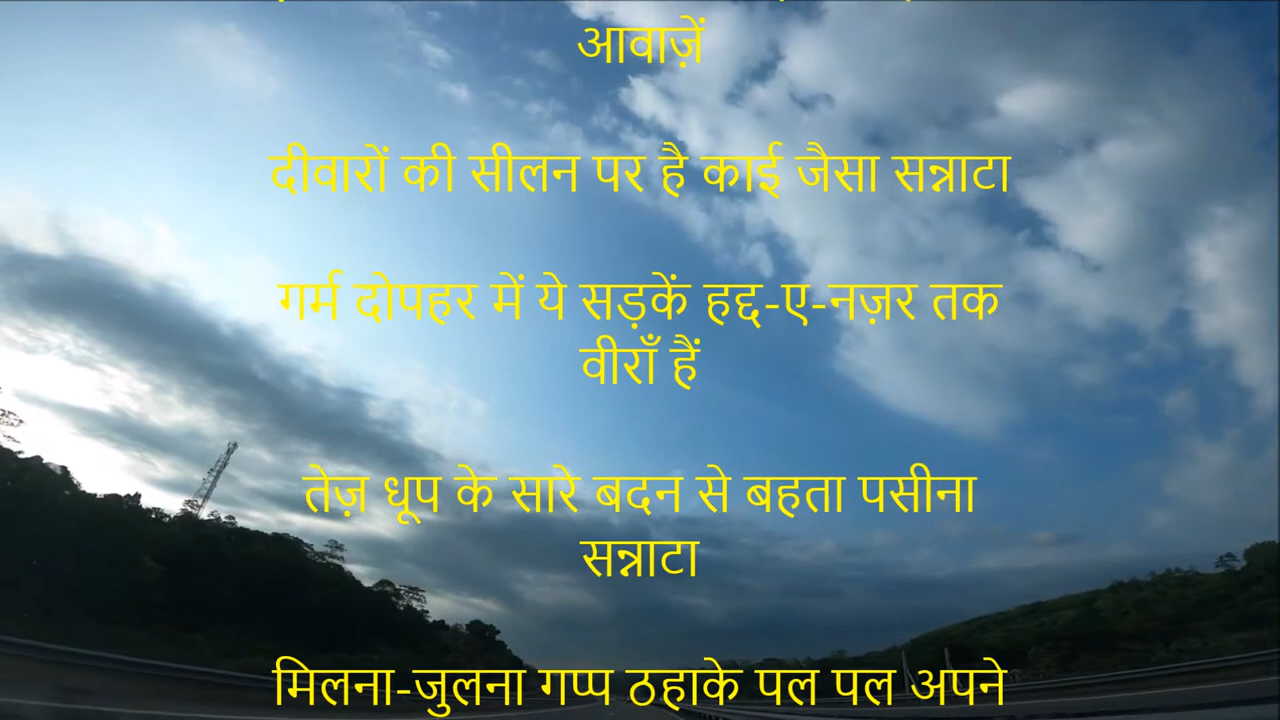 आवाज़ें
दीवारों की सीलन पर है काई जैसा सन्नाटा
गर्म दोपहर में ये सड़कें हद्द-ए-नज़र तक
वीराँ हैं
तेज़ धूप के सारे बदन से बहता पसीना
सन्नाटा
मिलना-जुलना गप्प ठहाके पल पल अपने